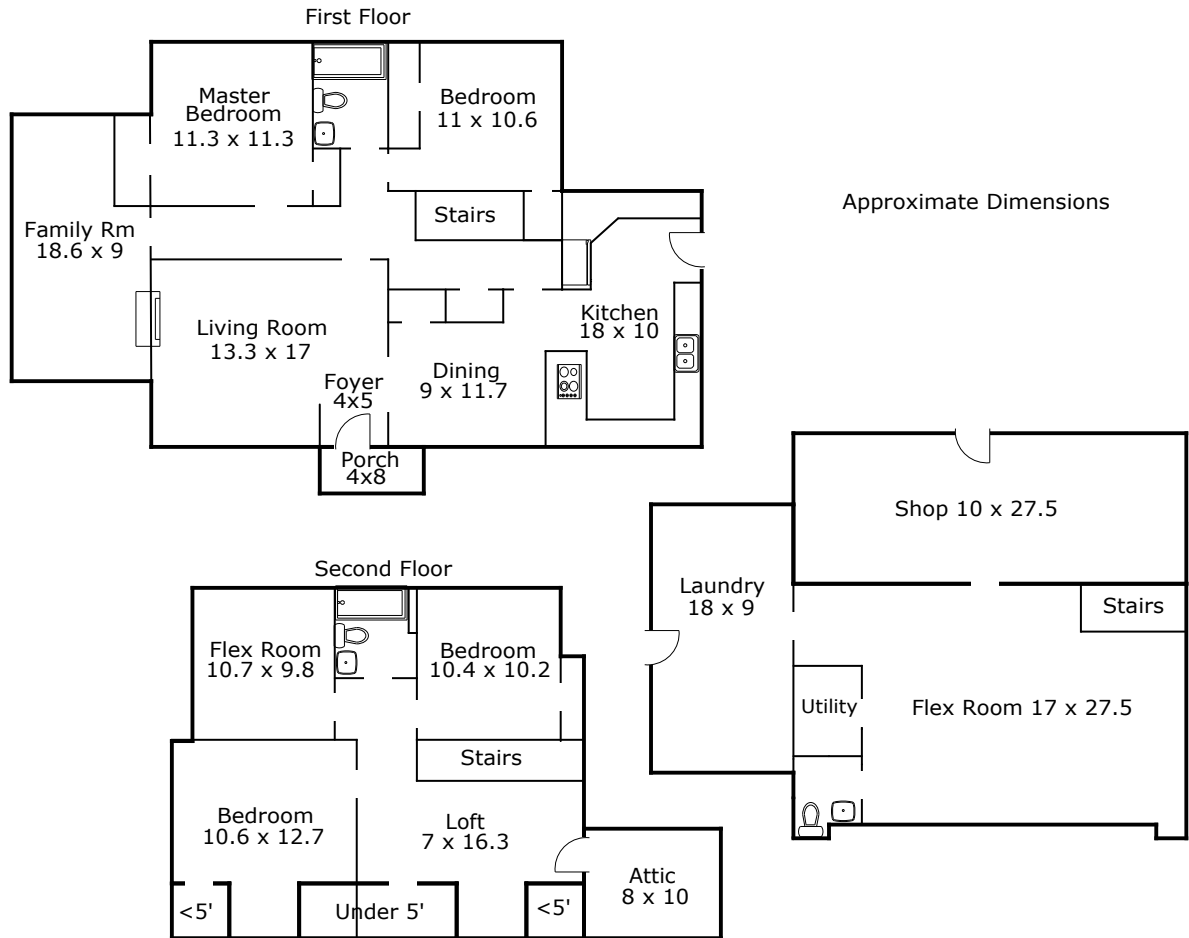 First Floor
Master
Bedroom
11.3 x 11.3
Bedroom
11 x 10.6
Family Rm
18.6 x 9
Stairs
Approximate Dimensions
Living Room
13.3 x 17
Kitchen
18 x 10
Dining
9 x 11.7
Foyer
4x5
Porch
4x8
Second Floor
Flex Room
10.7 x 9.8
Bedroom
10.4 x 10.2
Stairs
Bedroom
10.6 x 12.7
Loft
7 x 16.3
Attic
8 x 10
<5'
Under 5'
<5'
Shop 10 x 27.5
Laundry
18 x 9
Stairs
Utility
Flex Room 17 x 27.5